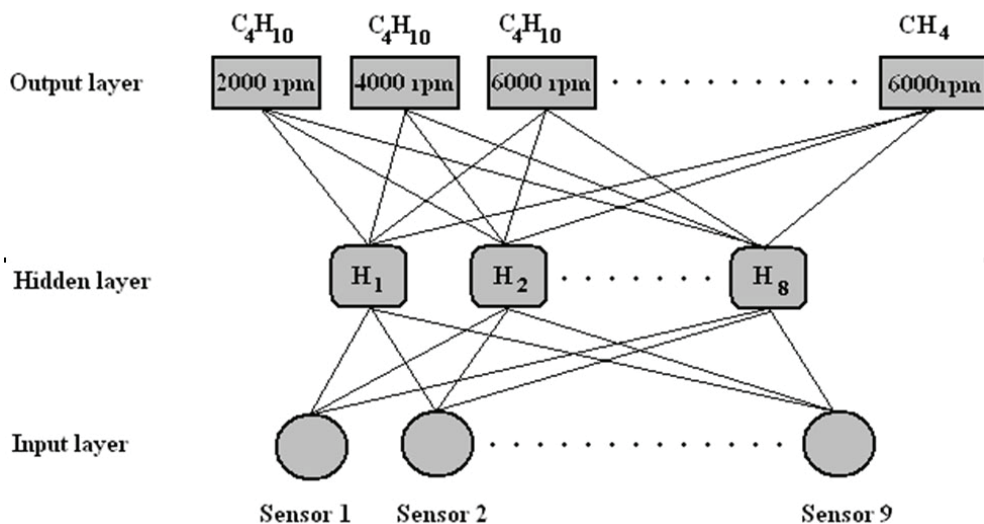 C4H10 C4H10 C4H10 CH4
Output layer 2000 rpm 4000 rpm 6000 rpm 6000rpm
Hidden layer H1 H2 H8
Input layer
Sensor 1 Sensor 2 Sensor 9